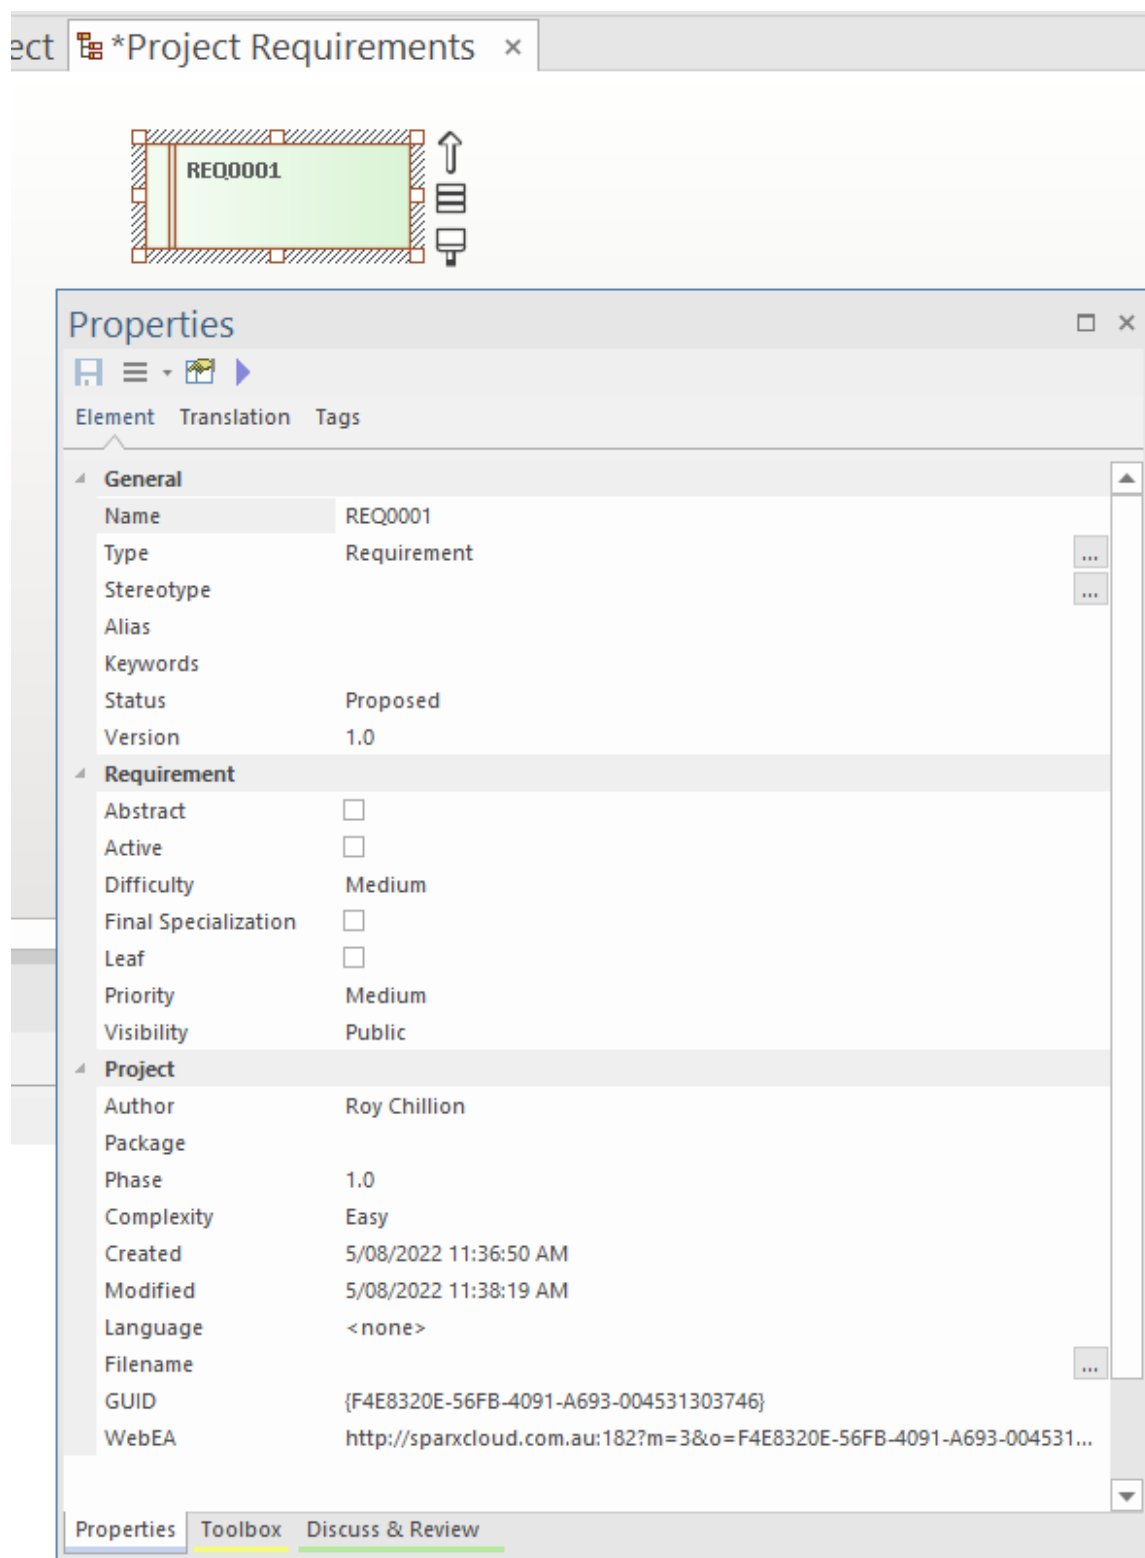 ect *Project Requirements ×
REQ0001
Properties
Element Translation Tags
General
Name REQ0001
Type Requirement ...
Stereotype ...
Alias
Keywords
Status Proposed
Version 1.0
Requirement
Abstract
Active
Difficulty Medium
Final Specialization
Leaf
Priority Medium
Visibility Public
Project
Author Roy Chillion
Package
Phase 1.0
Complexity Easy
Created 5/08/2022 11:36:50 AM
Modified 5/08/2022 11:38:19 AM
Language <none>
Filename ...
GUID {F4E8320E-56FB-4091-A693-004531303746}
WebEA http://sparxcloud.com.au:182?m=3&o=F4E8320E-56FB-4091-A693-004531...
Properties Toolbox Discuss & Review